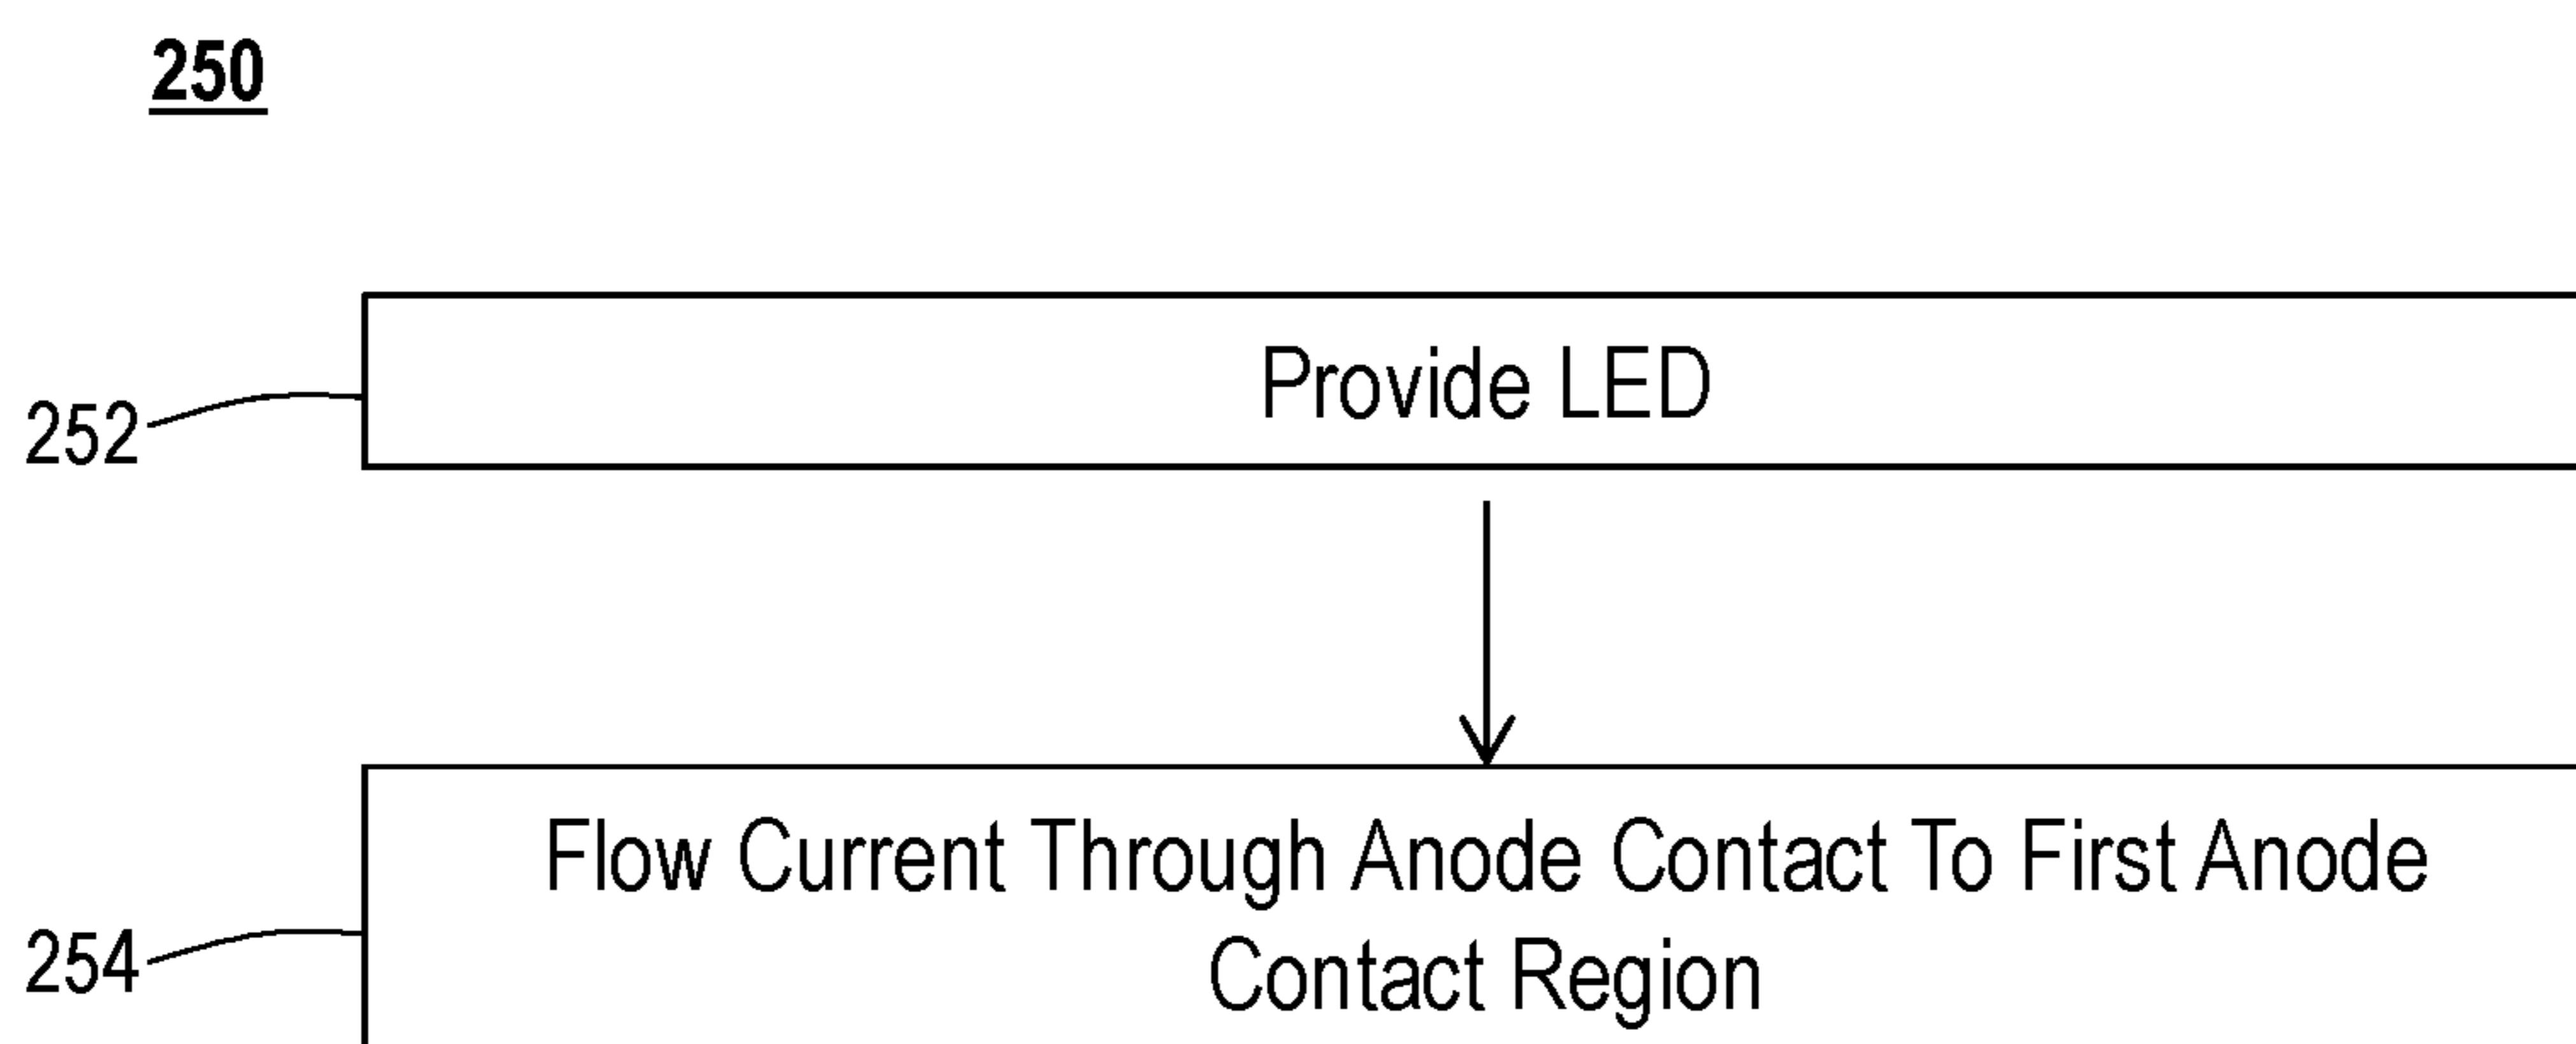 250
Provide LED
252
Flow Current Through Anode Contact To First Anode
Contact Region
254